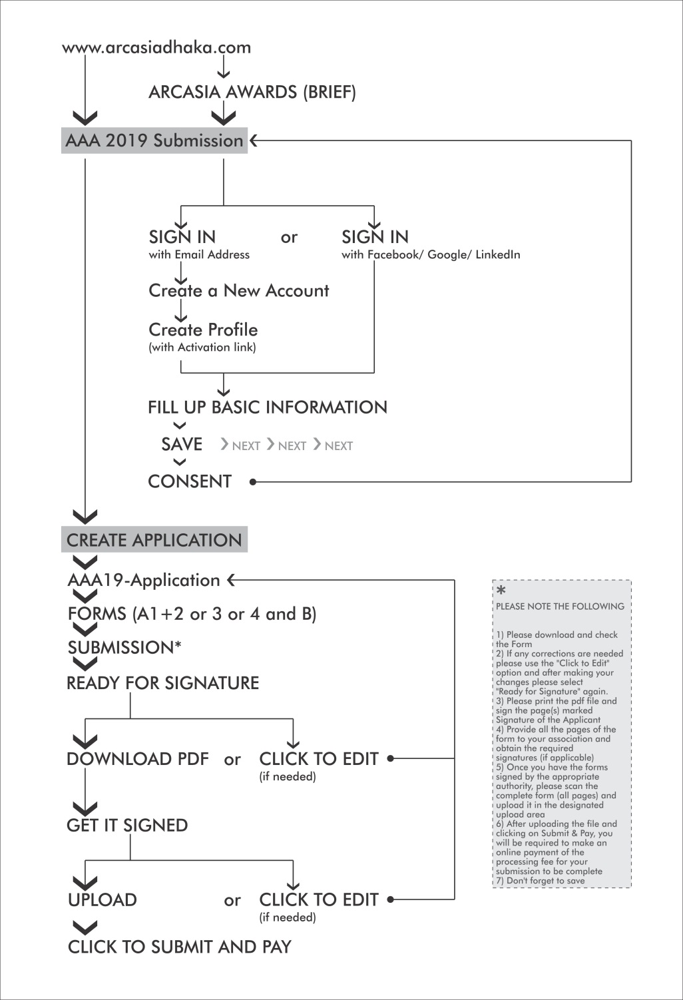 www.arcasiadhaka.com
ARCASIA AWARDS (BRIEF)
AAA 2019 Submission
SIGN IN
with Email Address
or
SIGN IN
with Facebook/ Google/ LinkedIn
Create a New Account
Create Profile
(with Activation link)
FILL UP BASIC INFORMATION
SAVE
NEXT NEXT NEXT
CONSENT
CREATE APPLICATION
AAA19-Application
FORMS (A1+2 or 3 or 4 and B)
SUBMISSION*
READY FOR SIGNATURE
DOWNLOAD PDF or CLICK TO EDIT
(if needed)
GET IT SIGNED
UPLOAD or CLICK TO EDIT
(if needed)
CLICK TO SUBMIT AND PAY
*
PLEASE NOTE THE FOLLOWING
1) Please download and check
the Form
2) If any corrections are needed
please use the "Click to Edit"
option and after making your
changes please select
"Ready for Signature" again.
3) Please print the pdf file and
sign the page(s) marked
Signature of the Applicant
4) Provide all the pages of the
form to your association and
obtain the required
signatures (if applicable)
5) Once you have the forms
signed by the appropriate
authority, please scan the
complete form (all pages) and
upload it in the designated
upload area
6) After uploading the file and
clicking on Submit & Pay, you
will be required to make an
online payment of the
processing fee for your
submission to be complete
7) Don't forget to save